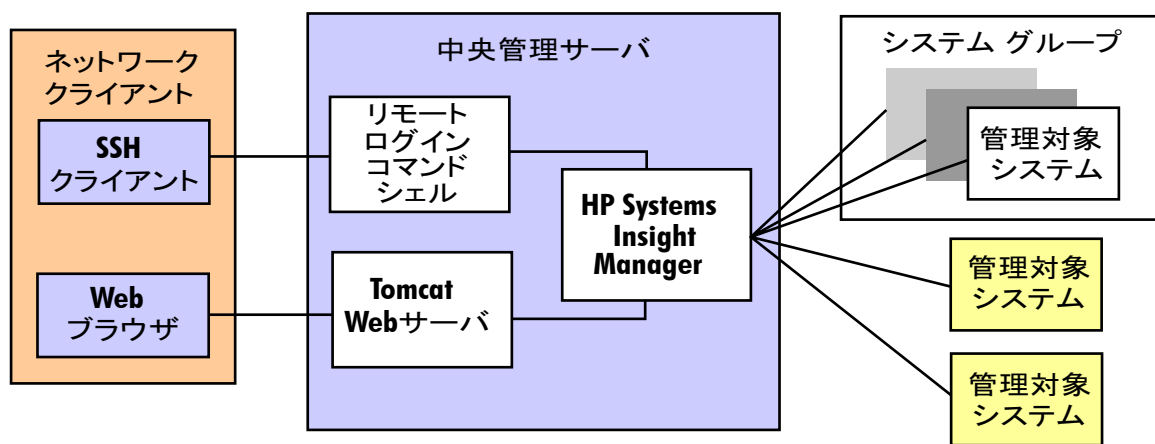 ネットワーク
クライアント
SSH
クライアント
Web
ブラウザ
中央管理サーバ
リモート
ログイン
コマンド
シェル
Tomcat
Webサーバ
HP Systems
Insight
Manager
システム グループ
管理対象
システム
管理対象
システム
管理対象
システム